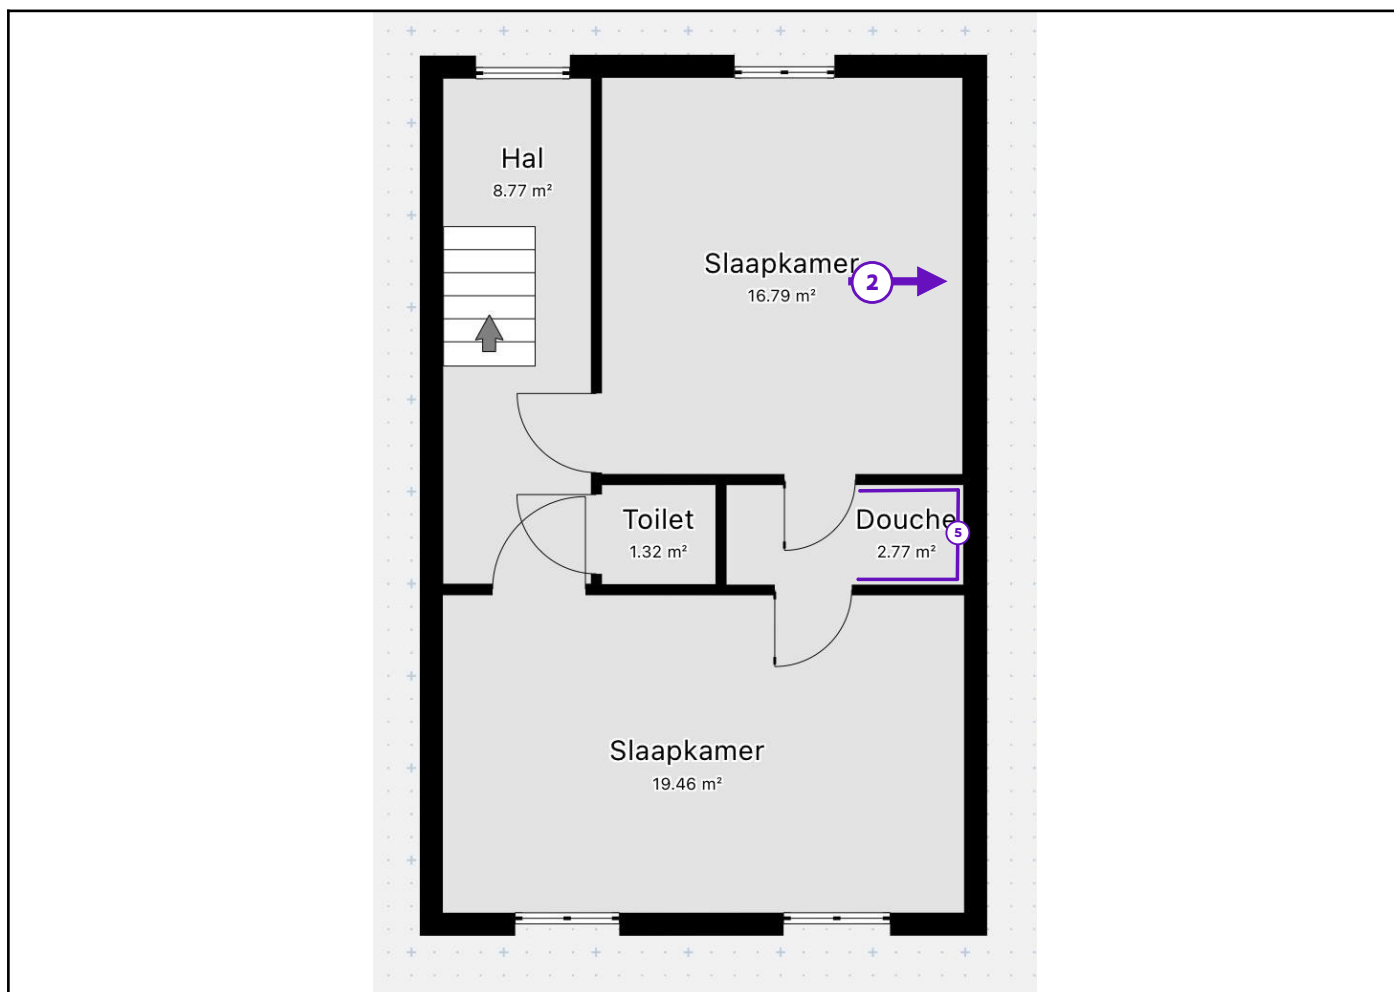 Hal
8.77 m²
Slaapkamer
16.79 m²
2
Toilet
1.32 m²
Douche
2.77 m²
5
Slaapkamer
19.46 m²